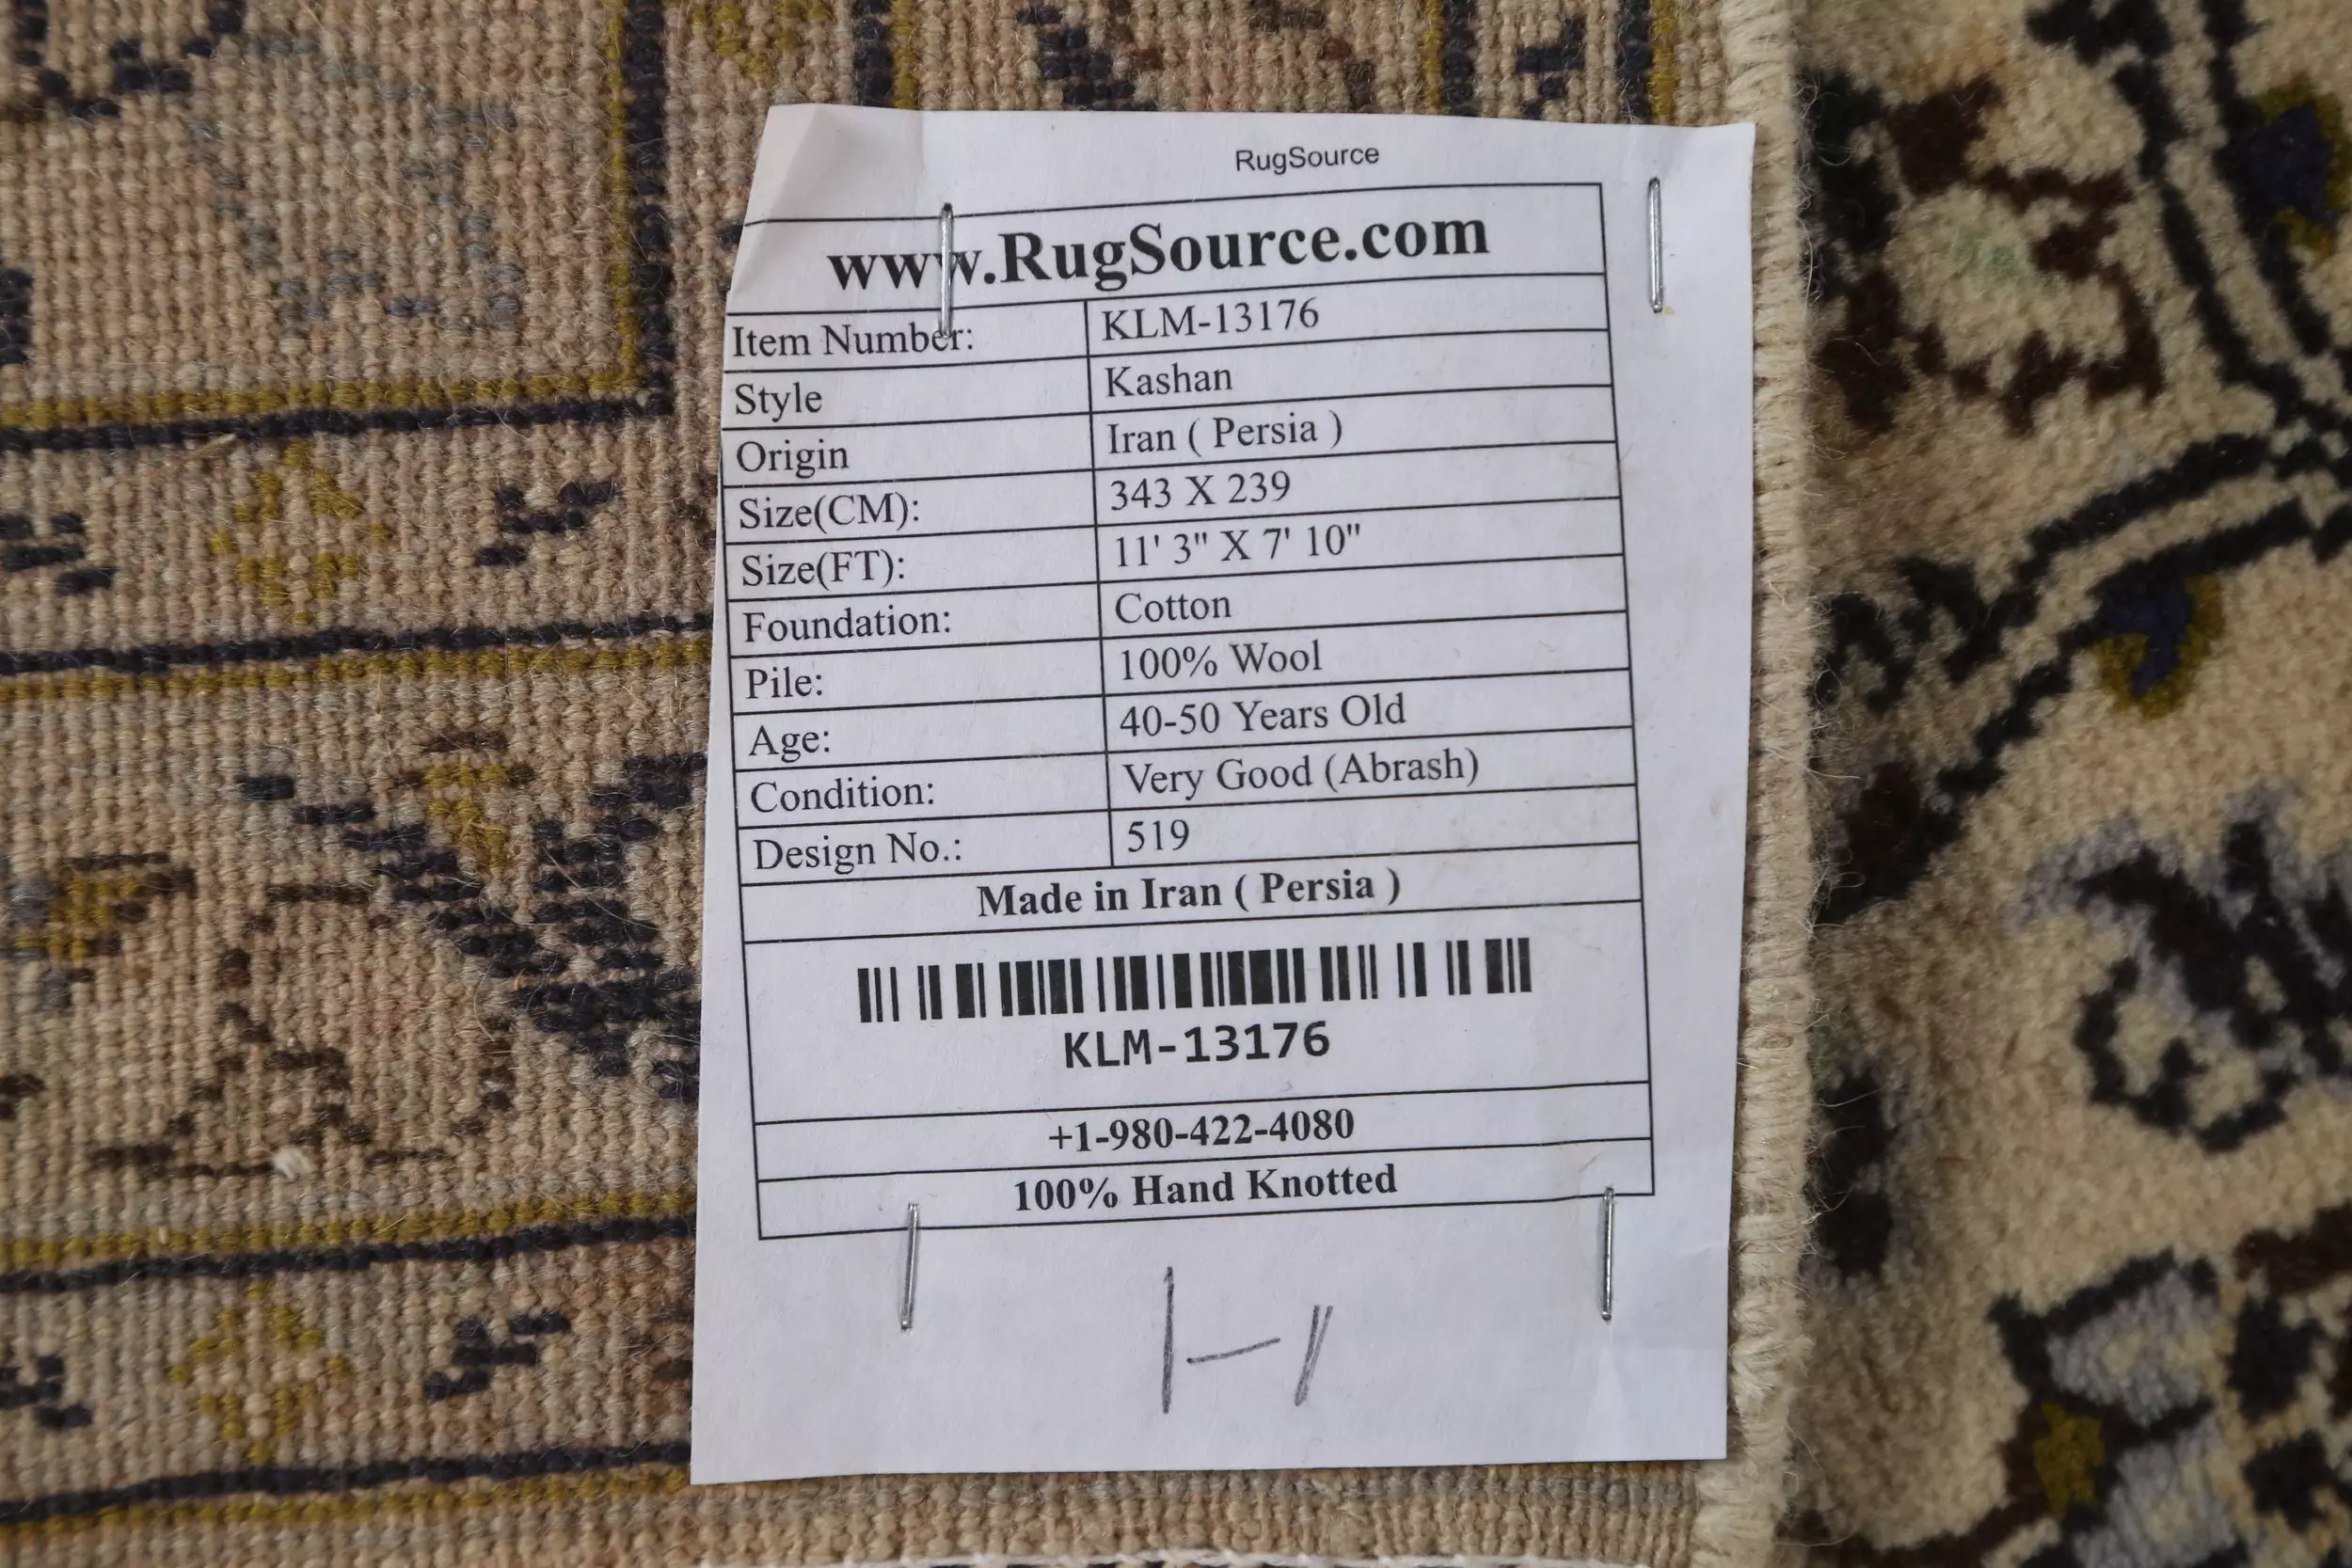 RugSource
www.RugSource.com
Item Number: KLM-13176
Style Kashan
Origin Iran ( Persia )
Size(CM): 343 X 239
Size(FT): 11' 3" X 7' 10"
Foundation: Cotton
Pile: 100% Wool
Age: 40-50 Years Old
Condition: Very Good (Abrash)
Design No.: 519
Made in Iran ( Persia )
KLM-13176
+1-980-422-4080
100% Hand Knotted
1-1